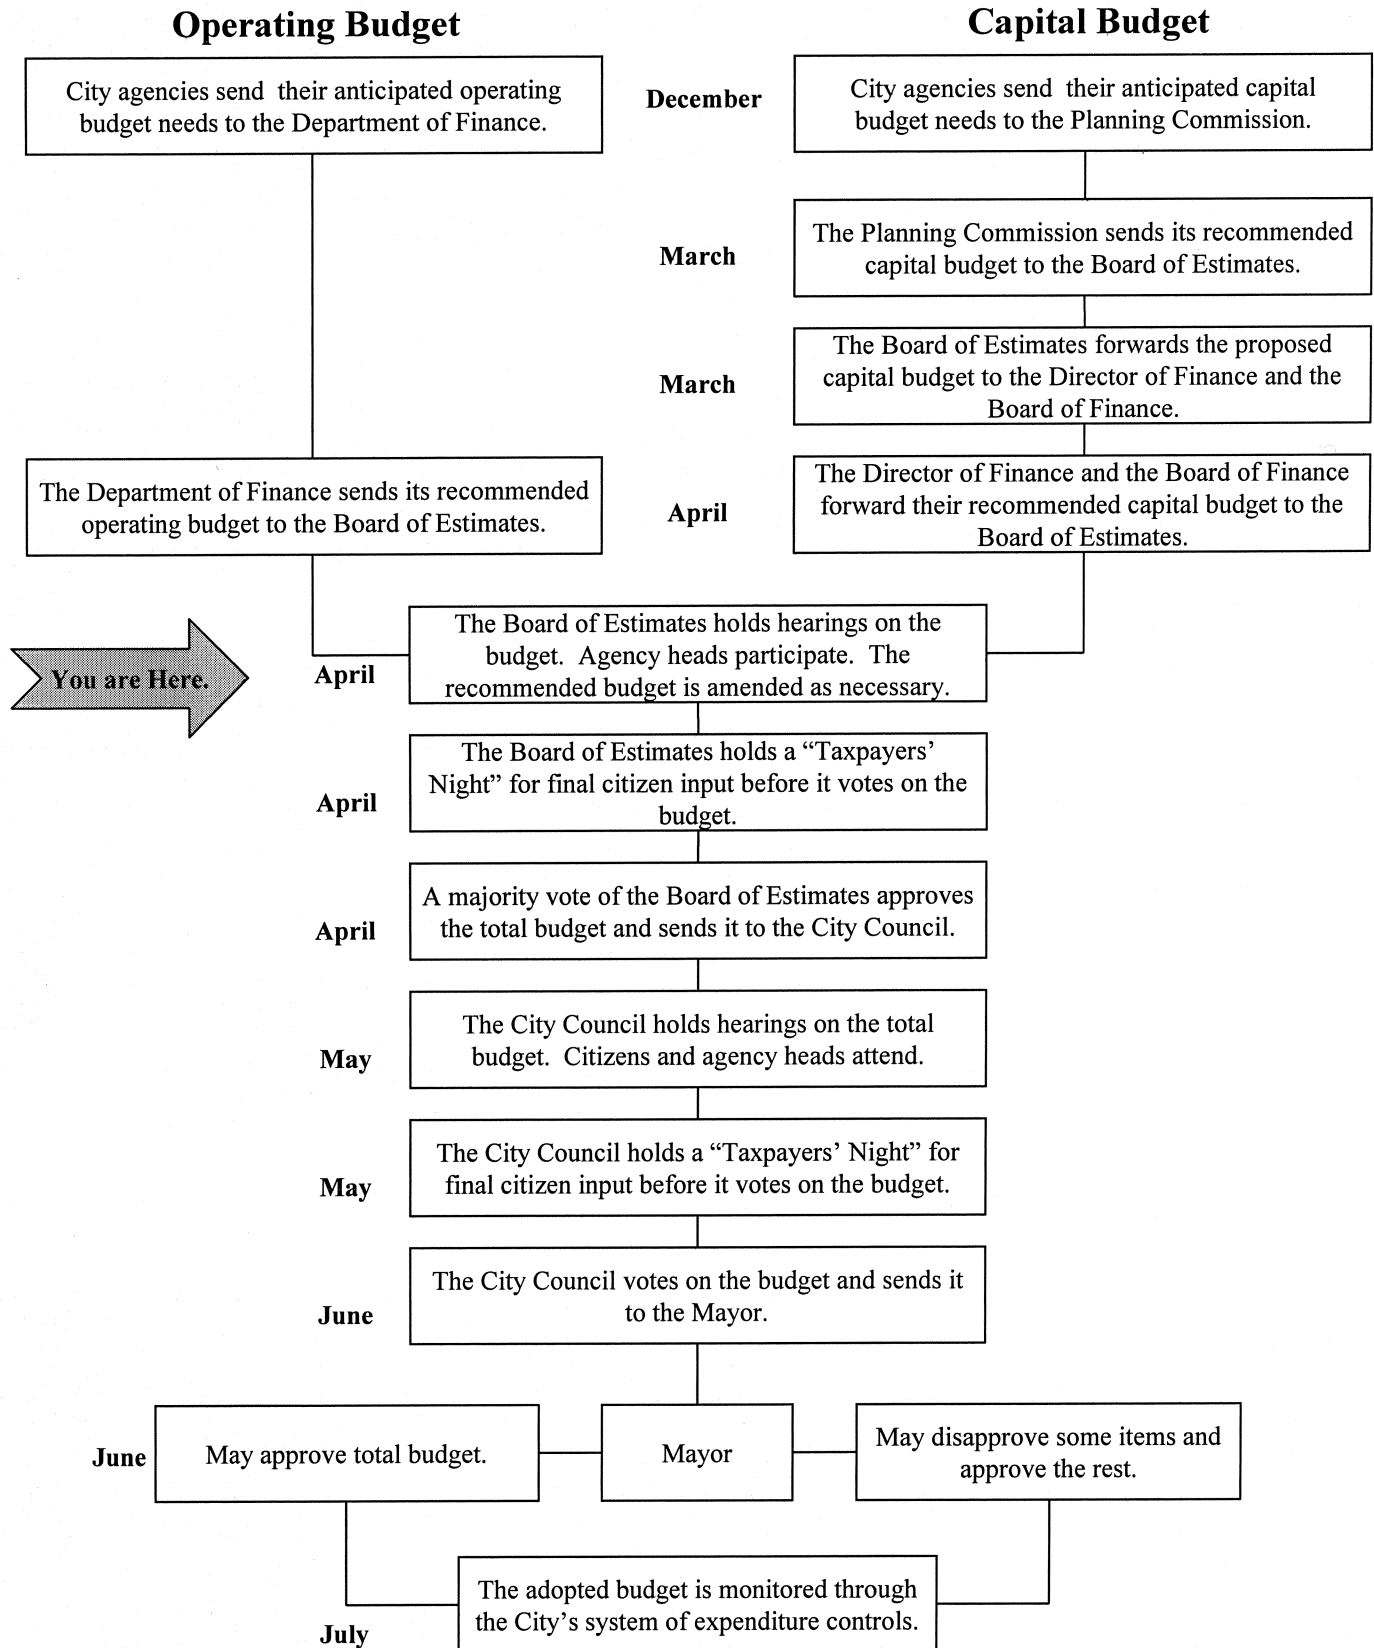 Operating Budget
Capital Budget
City agencies send their anticipated operating
budget needs to the Department of Finance.
December
City agencies send their anticipated capital
budget needs to the Planning Commission.
March
The Planning Commission sends its recommended
capital budget to the Board of Estimates.
March
The Board of Estimates forwards the proposed
capital budget to the Director of Finance and the
Board of Finance.
The Department of Finance sends its recommended
operating budget to the Board of Estimates.
April
The Director of Finance and the Board of Finance
forward their recommended capital budget to the
Board of Estimates.
You are Here.
April
The Board of Estimates holds hearings on the
budget. Agency heads participate. The
recommended budget is amended as necessary.
April
The Board of Estimates holds a “Taxpayers’
Night” for final citizen input before it votes on the
budget.
April
A majority vote of the Board of Estimates approves
the total budget and sends it to the City Council.
May
The City Council holds hearings on the total
budget. Citizens and agency heads attend.
May
The City Council holds a “Taxpayers’ Night” for
final citizen input before it votes on the budget.
June
The City Council votes on the budget and sends it
to the Mayor.
June
May approve total budget.
Mayor
May disapprove some items and
approve the rest.
July
The adopted budget is monitored through
the City’s system of expenditure controls.